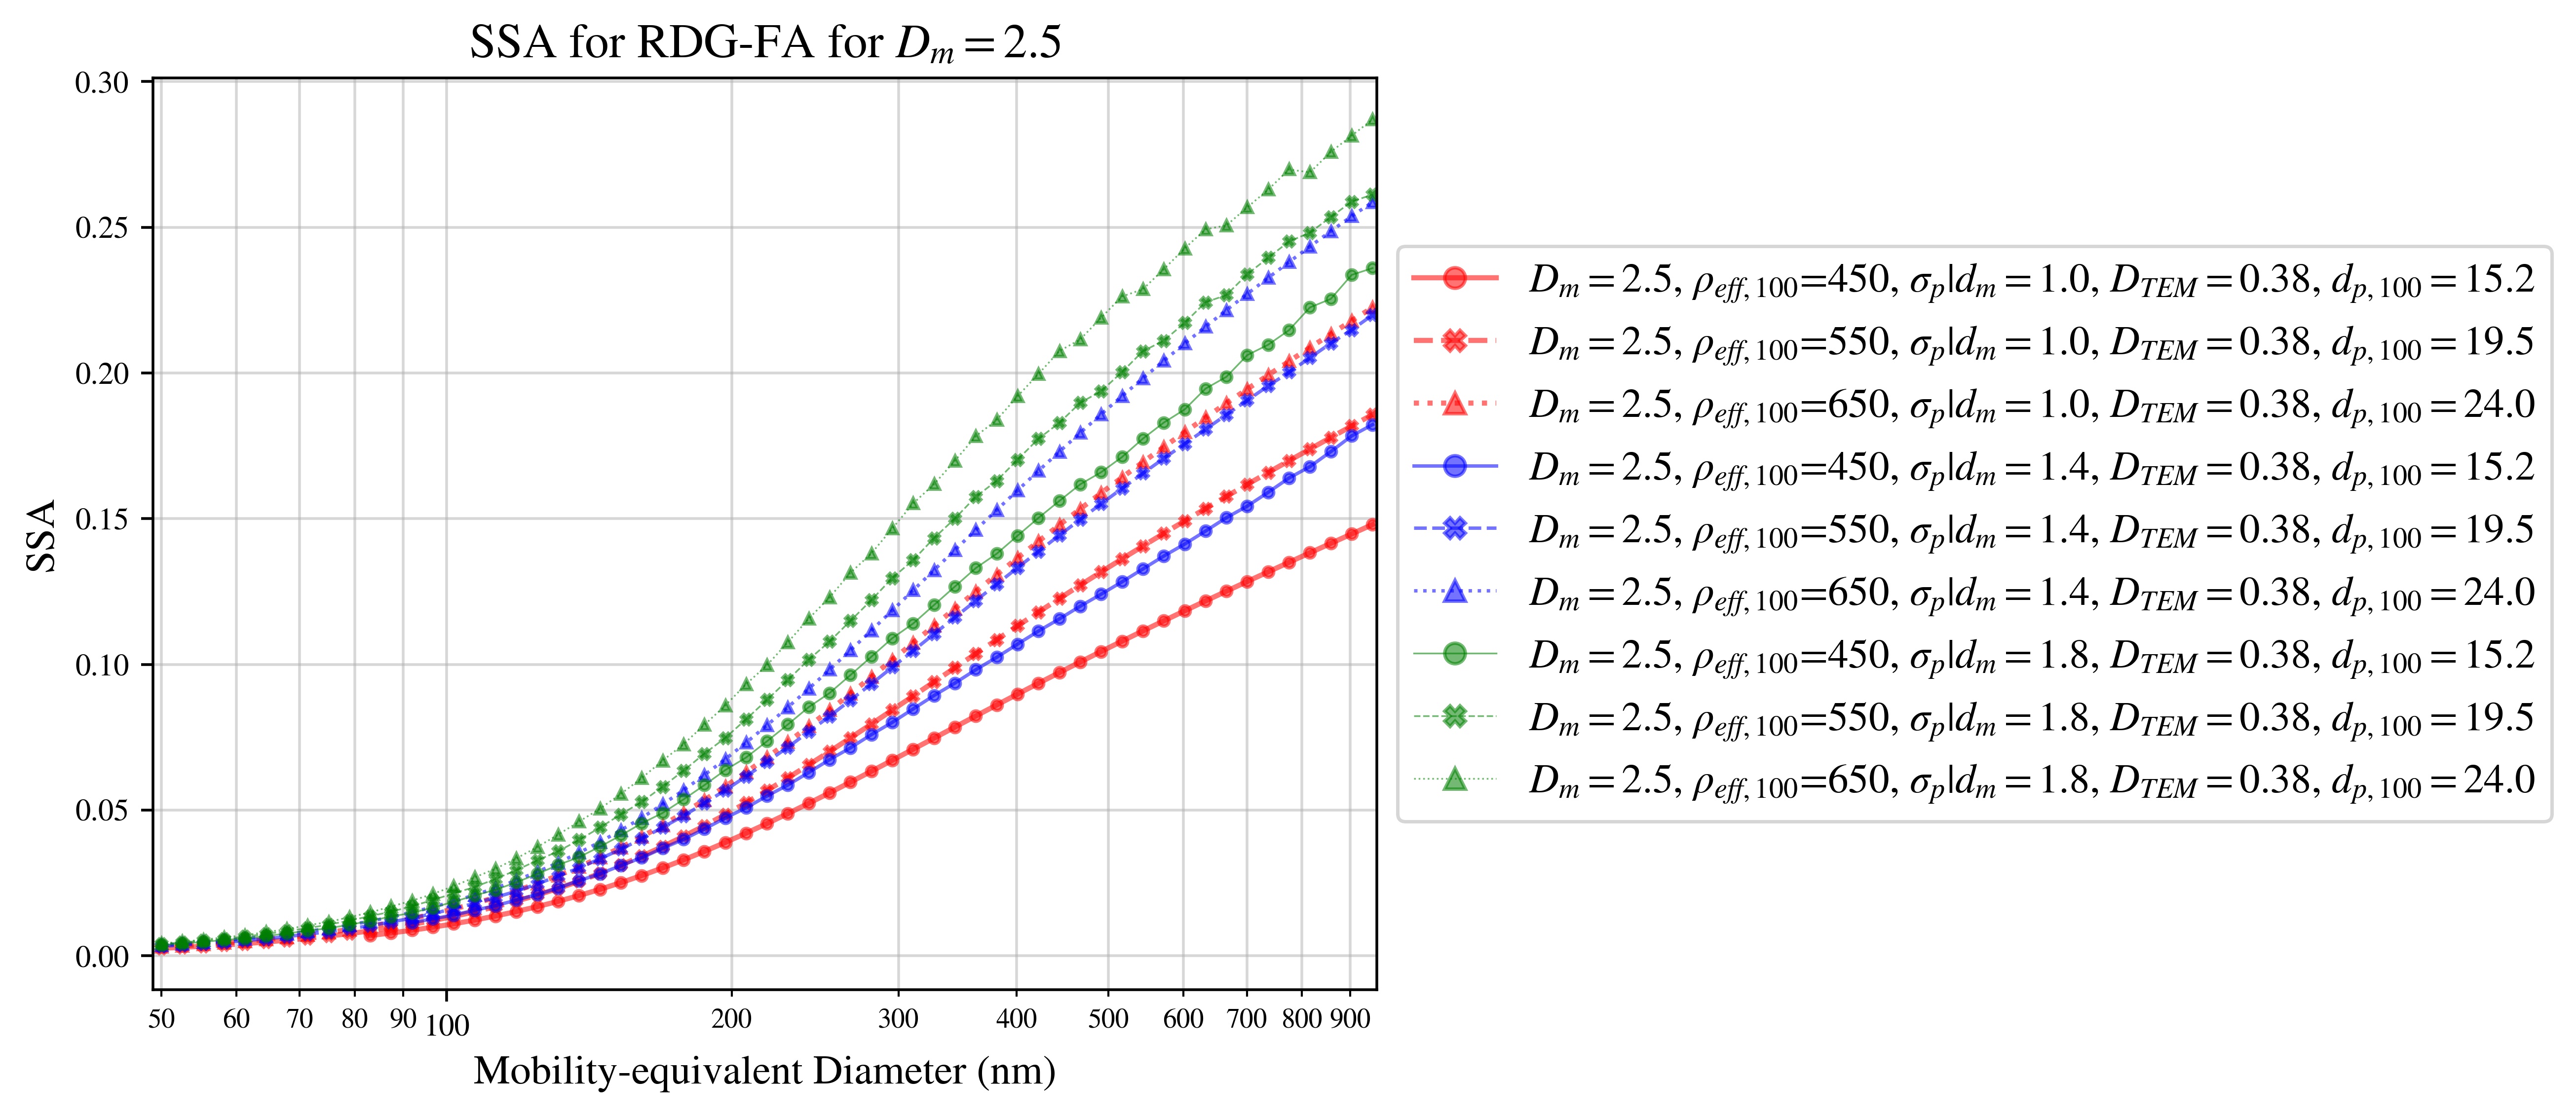 SSA for RDG-FA for Dₘ = 2.5
0.30
0.25
0.20
0.15
0.10
0.05
0.00
SSA
50 60 70 80 90 100 200 300 400 500 600 700 800 900
Mobility-equivalent Diameter (nm)
D_m = 2.5, ρ_eff,100=450, σ_p|d_m = 1.0, D_TEM = 0.38, d_p,100 = 15.2
D_m = 2.5, ρ_eff,100=550, σ_p|d_m = 1.0, D_TEM = 0.38, d_p,100 = 19.5
D_m = 2.5, ρ_eff,100=650, σ_p|d_m = 1.0, D_TEM = 0.38, d_p,100 = 24.0
D_m = 2.5, ρ_eff,100=450, σ_p|d_m = 1.4, D_TEM = 0.38, d_p,100 = 15.2
D_m = 2.5, ρ_eff,100=550, σ_p|d_m = 1.4, D_TEM = 0.38, d_p,100 = 19.5
D_m = 2.5, ρ_eff,100=650, σ_p|d_m = 1.4, D_TEM = 0.38, d_p,100 = 24.0
D_m = 2.5, ρ_eff,100=450, σ_p|d_m = 1.8, D_TEM = 0.38, d_p,100 = 15.2
D_m = 2.5, ρ_eff,100=550, σ_p|d_m = 1.8, D_TEM = 0.38, d_p,100 = 19.5
D_m = 2.5, ρ_eff,100=650, σ_p|d_m = 1.8, D_TEM = 0.38, d_p,100 = 24.0